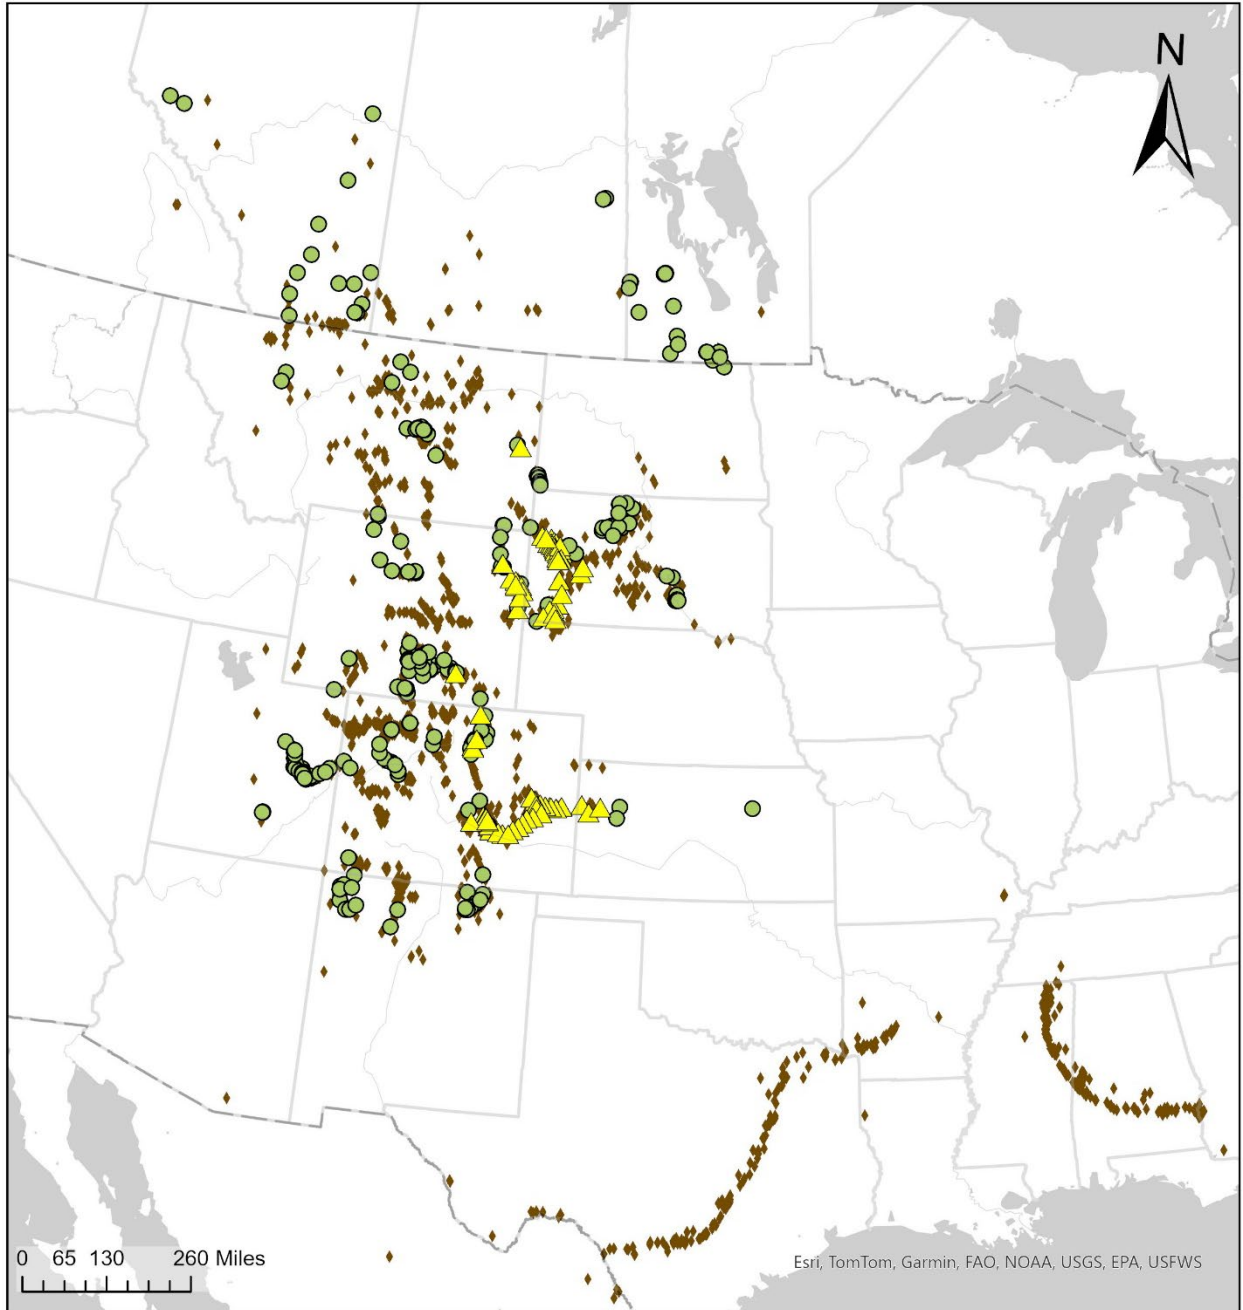 N
0 65 130 260 Miles
Esri, TomTom, Garmin, FAO, NOAA, USGS, EPA, USFWS